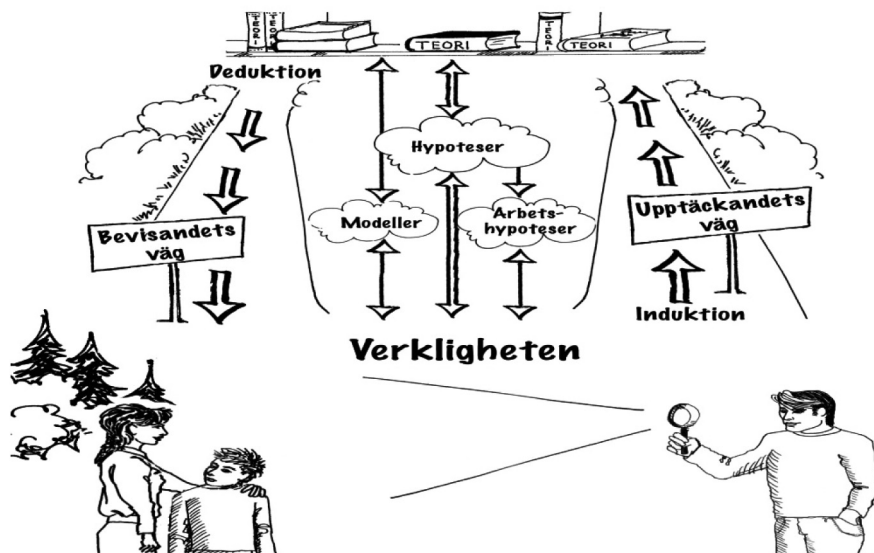 TEORI
TEORI
TEORI
TEORI
TEORI
Deduktion
Hypoteser
Modeller
Arbets-
hypoteser
Bevisandets
väg
Upptäckandets
väg
Induktion
Verkligheten